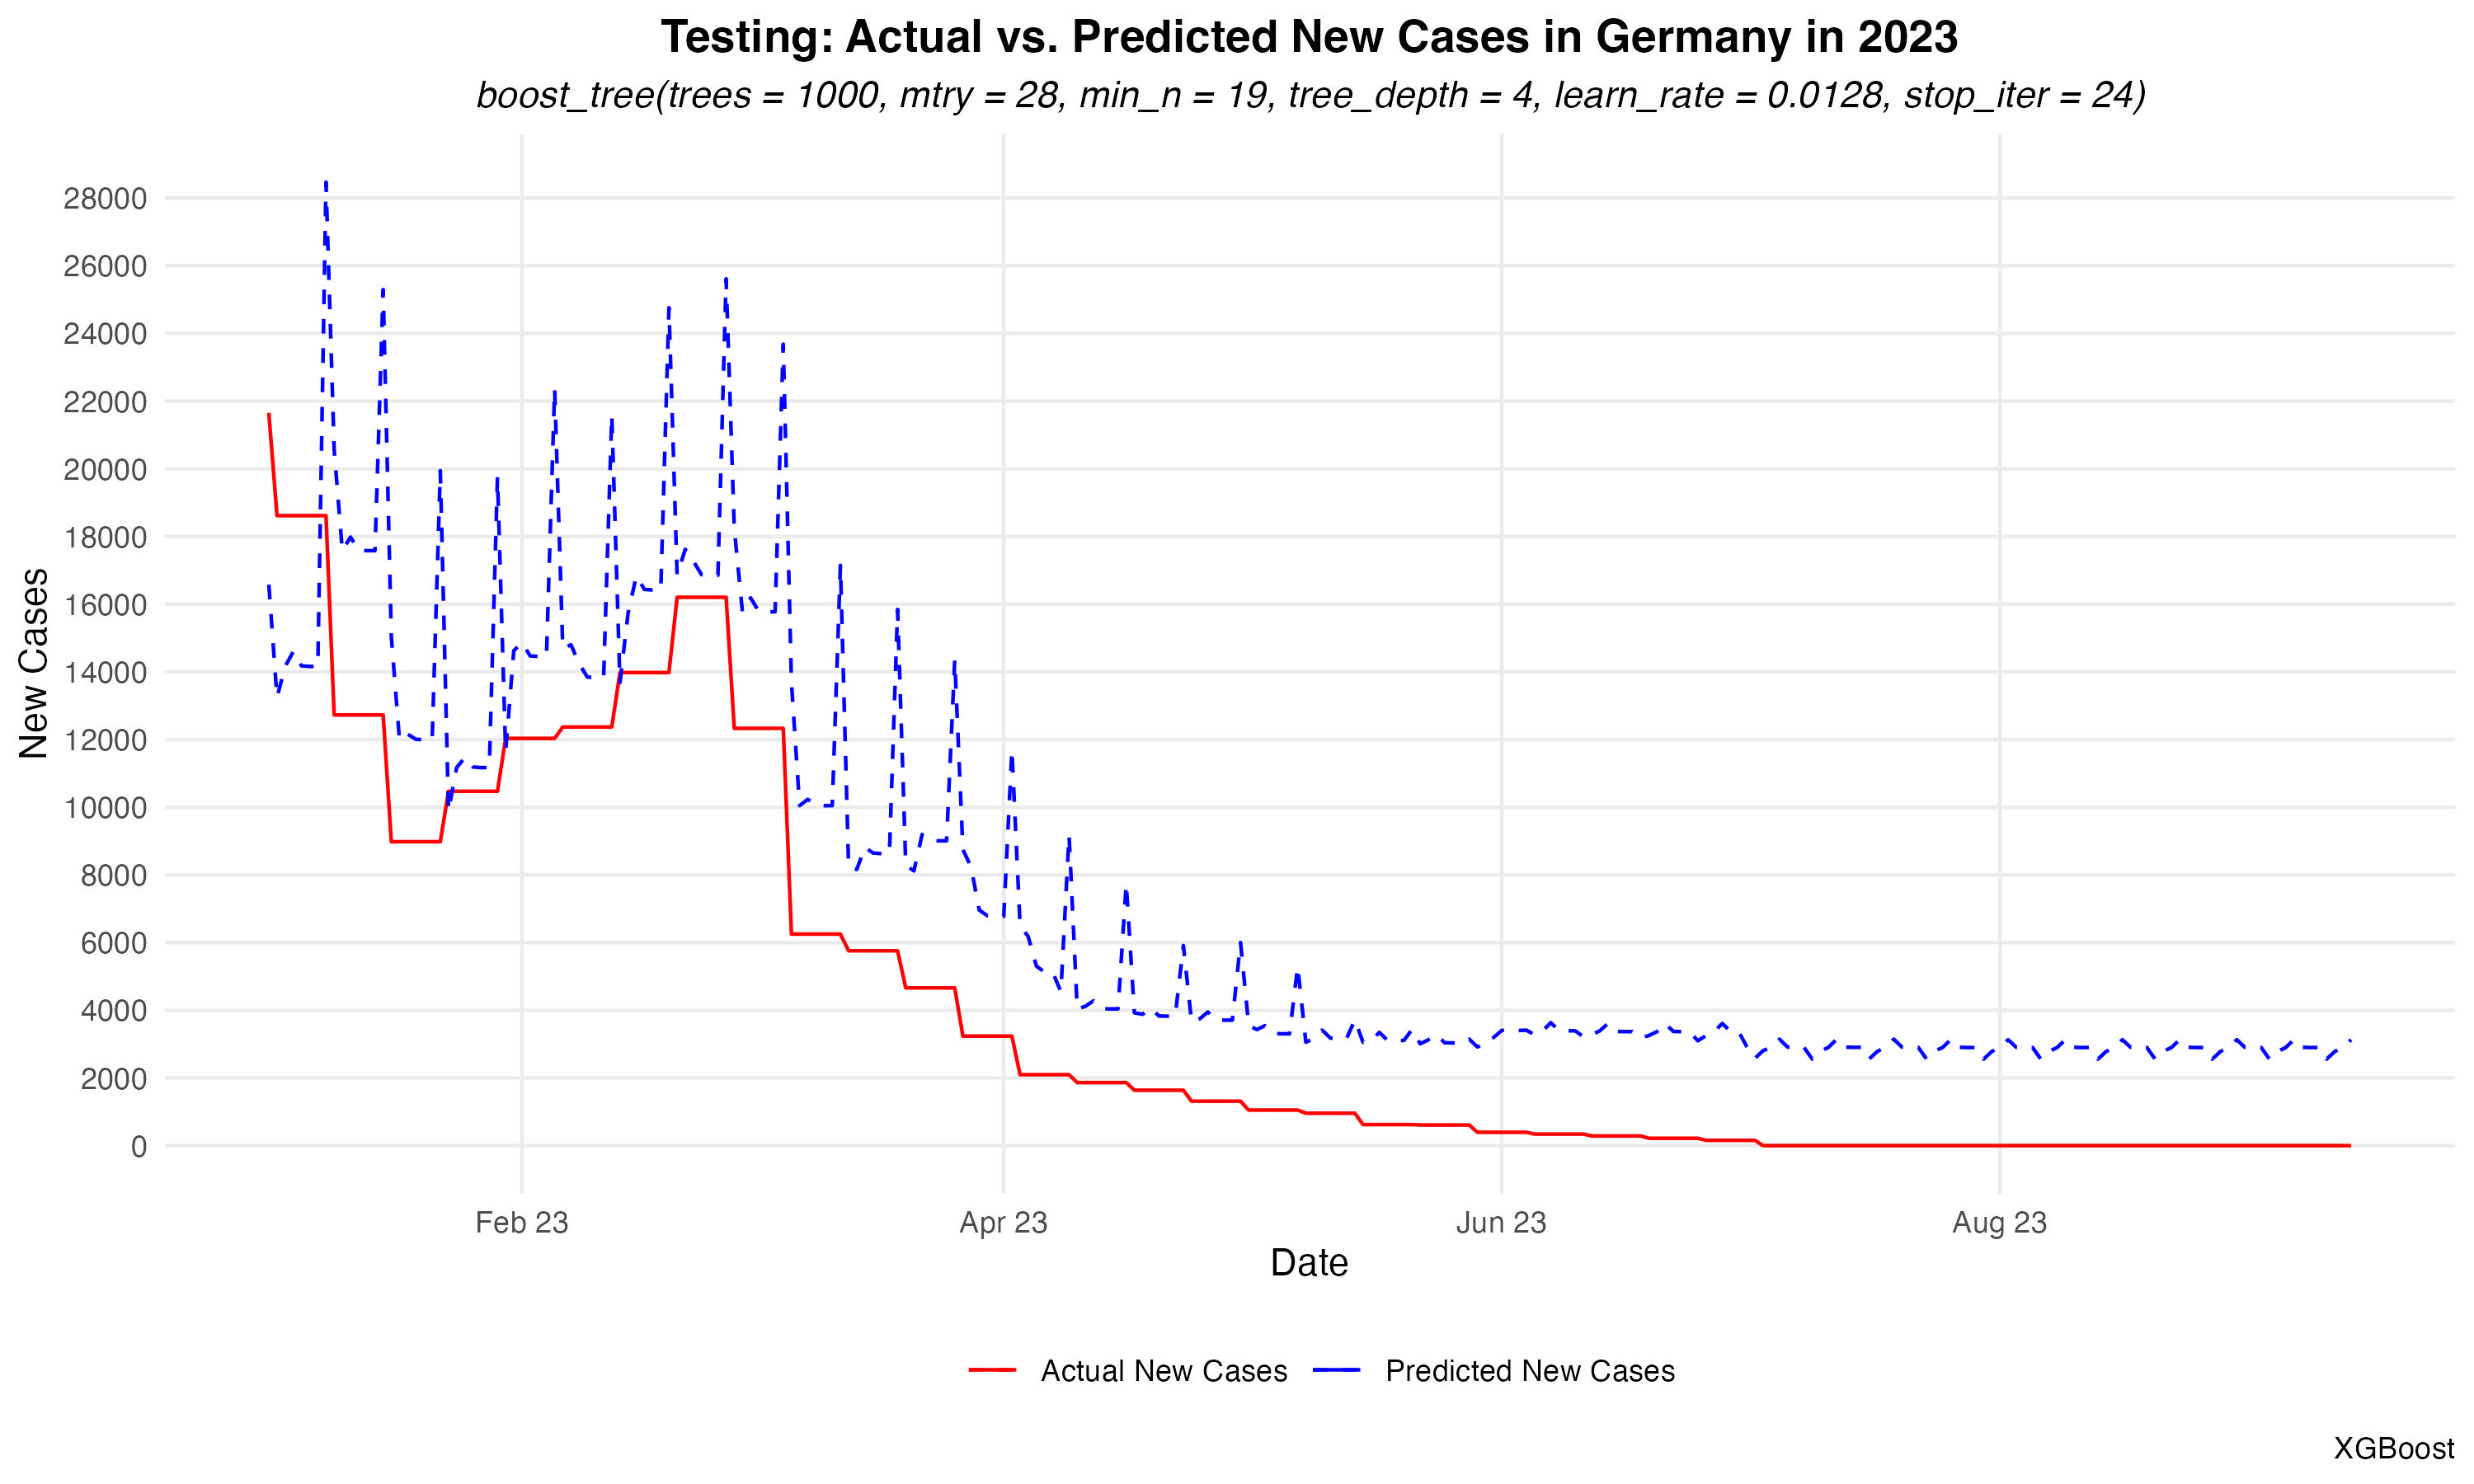 Testing: Actual vs. Predicted New Cases in Germany in 2023
boost_tree(trees = 1000, mtry = 28, min_n = 19, tree_depth = 4, learn_rate = 0.0128, stop_iter = 24)
New Cases
28000
26000
24000
22000
20000
18000
16000
14000
12000
10000
8000
6000
4000
2000
0
Feb 23 Apr 23 Jun 23 Aug 23
Date
Actual New Cases Predicted New Cases
XGBoost